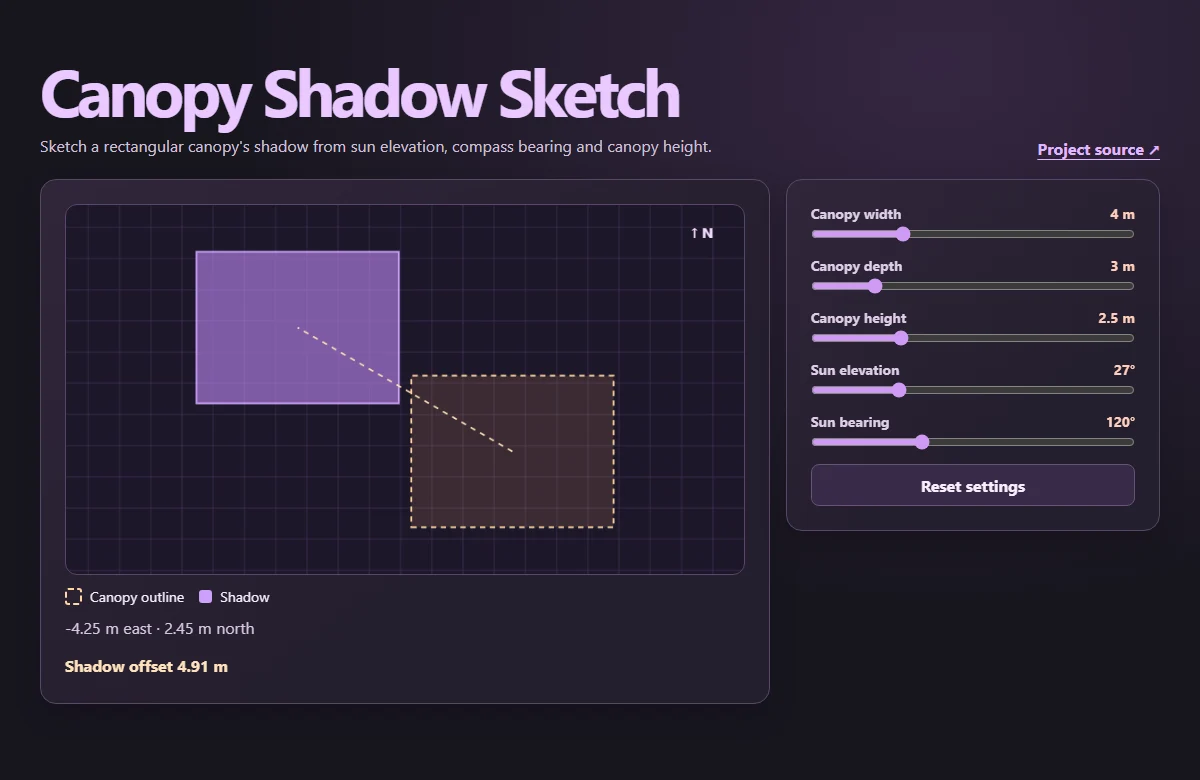 Canopy Shadow Sketch
Sketch a rectangular canopy's shadow from sun elevation, compass bearing and canopy height.
Project source ↗
↑ N
Canopy outline
Shadow
-4.25 m east · 2.45 m north
Shadow offset 4.91 m
Canopy width 4 m
Canopy depth 3 m
Canopy height 2.5 m
Sun elevation 27°
Sun bearing 120°
Reset settings